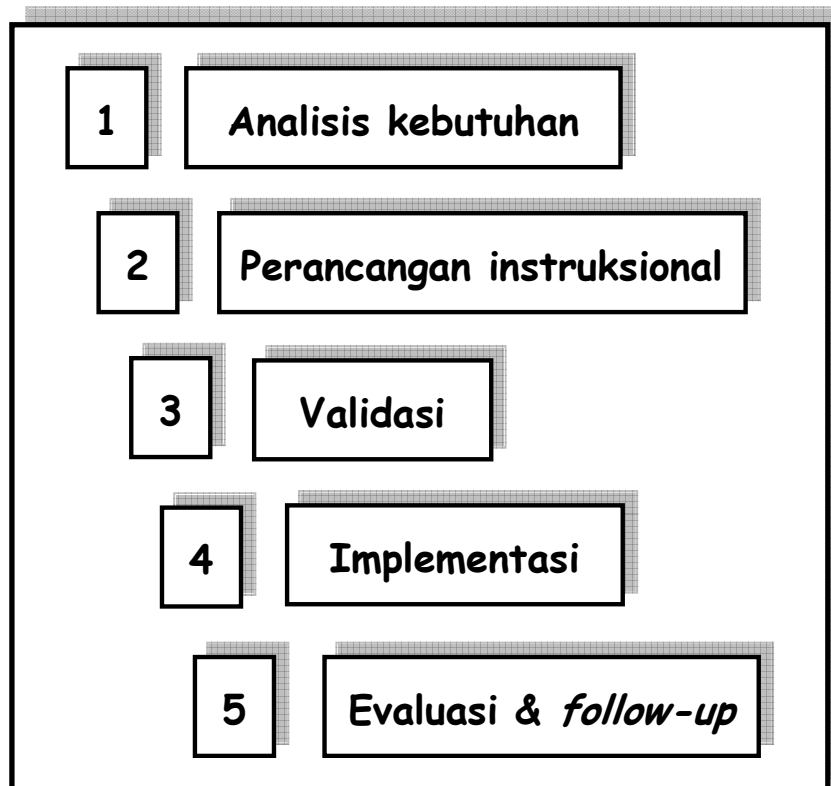 1 Analisis kebutuhan
2 Perancangan instruksional
3 Validasi
4 Implementasi
5 Evaluasi & follow-up